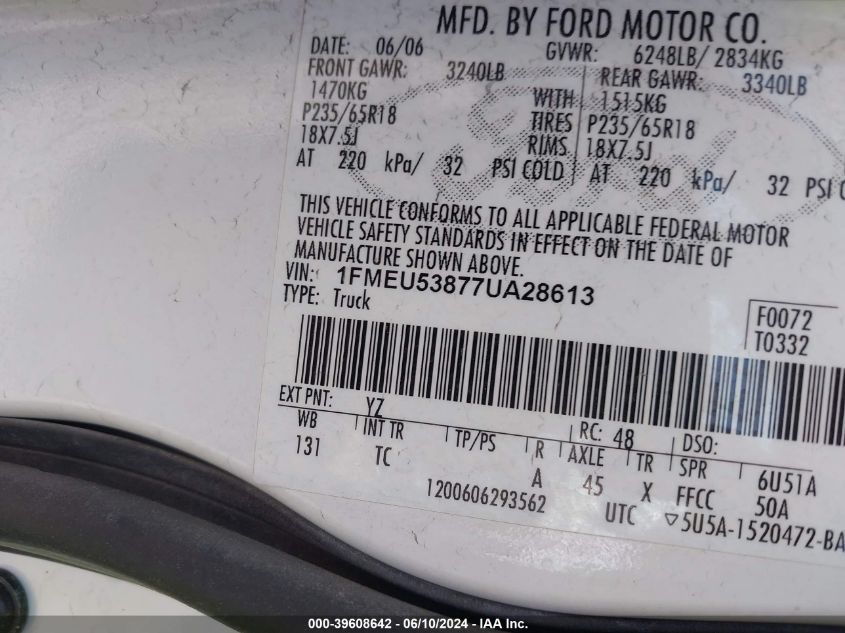 MFD. BY FORD MOTOR CO.
DATE: 06/06 GVWR: 6248LB/ 2834KG
FRONT GAWR: 3240LB REAR GAWR: 3340LB
1470KG WITH 1515KG
P235/65R18 TIRES P235/65R18
18X7.5J RIMS 18X7.5J
AT 220 kPa/ 32 PSI COLD AT 220 kPa/ 32 PSI
THIS VEHICLE CONFORMS TO ALL APPLICABLE FEDERAL MOTOR
VEHICLE SAFETY STANDARDS IN EFFECT ON THE DATE OF
MANUFACTURE SHOWN ABOVE.
VIN: 1FMEU53877UA28613
TYPE: Truck
F0072
T0332
EXT PNT: YZ RC: 48 DSO:
WB INT TR TP/PS R AXLE TR SPR 6U51A
131 TC A 45 X FFCC 50A
1200606293562 UTC ▽5U5A-1520472-BA
000-39608642 - 06/10/2024 - IAA Inc.